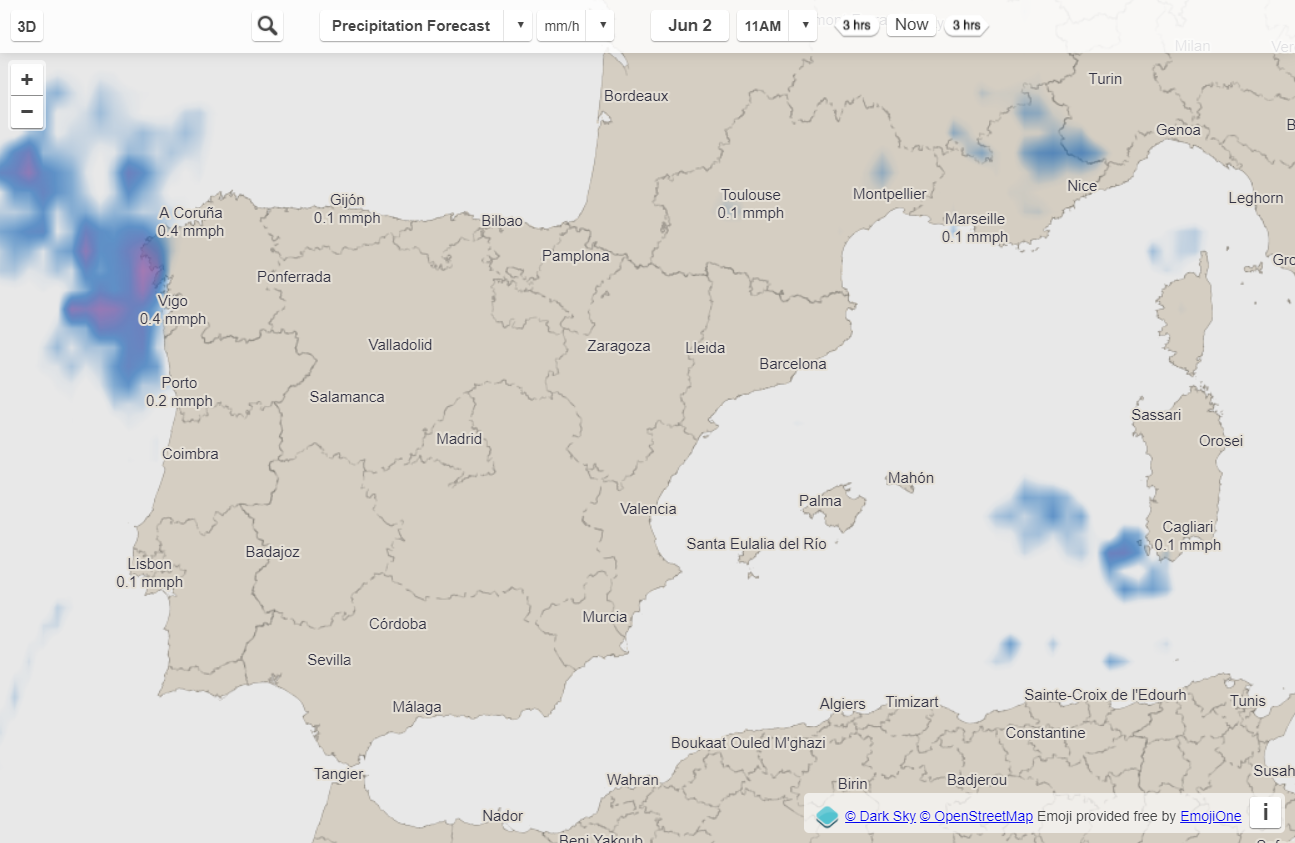 3D
Precipitation Forecast
mm/h
Jun 2
11AM
3 hrs
Now
3 hrs
Milan
+
−
Turin
Bordeaux
Genoa
Toulouse
0.1 mmph
Montpellier
Nice
Leghorn
Marseille
0.1 mmph
A Coruña
0.4 mmph
Gijón
0.1 mmph
Bilbao
Pamplona
Ponferrada
Vigo
0.4 mmph
Valladolid
Zaragoza
Lleida
Barcelona
Porto
0.2 mmph
Salamanca
Madrid
Sassari
Orosei
Coimbra
Mahón
Palma
Valencia
Santa Eulalia del Río
Cagliari
0.1 mmph
Badajoz
Lisbon
0.1 mmph
Córdoba
Murcia
Sevilla
Málaga
Algiers
Timizart
Sainte-Croix de l'Edourh
Tunis
Boukaat Ouled M'ghazi
Constantine
Tangier
Wahran
Birin
Badjerou
Susah
Nádor
Beni Yakoub
© Dark Sky © OpenStreetMap Emoji provided free by EmojiOne
i